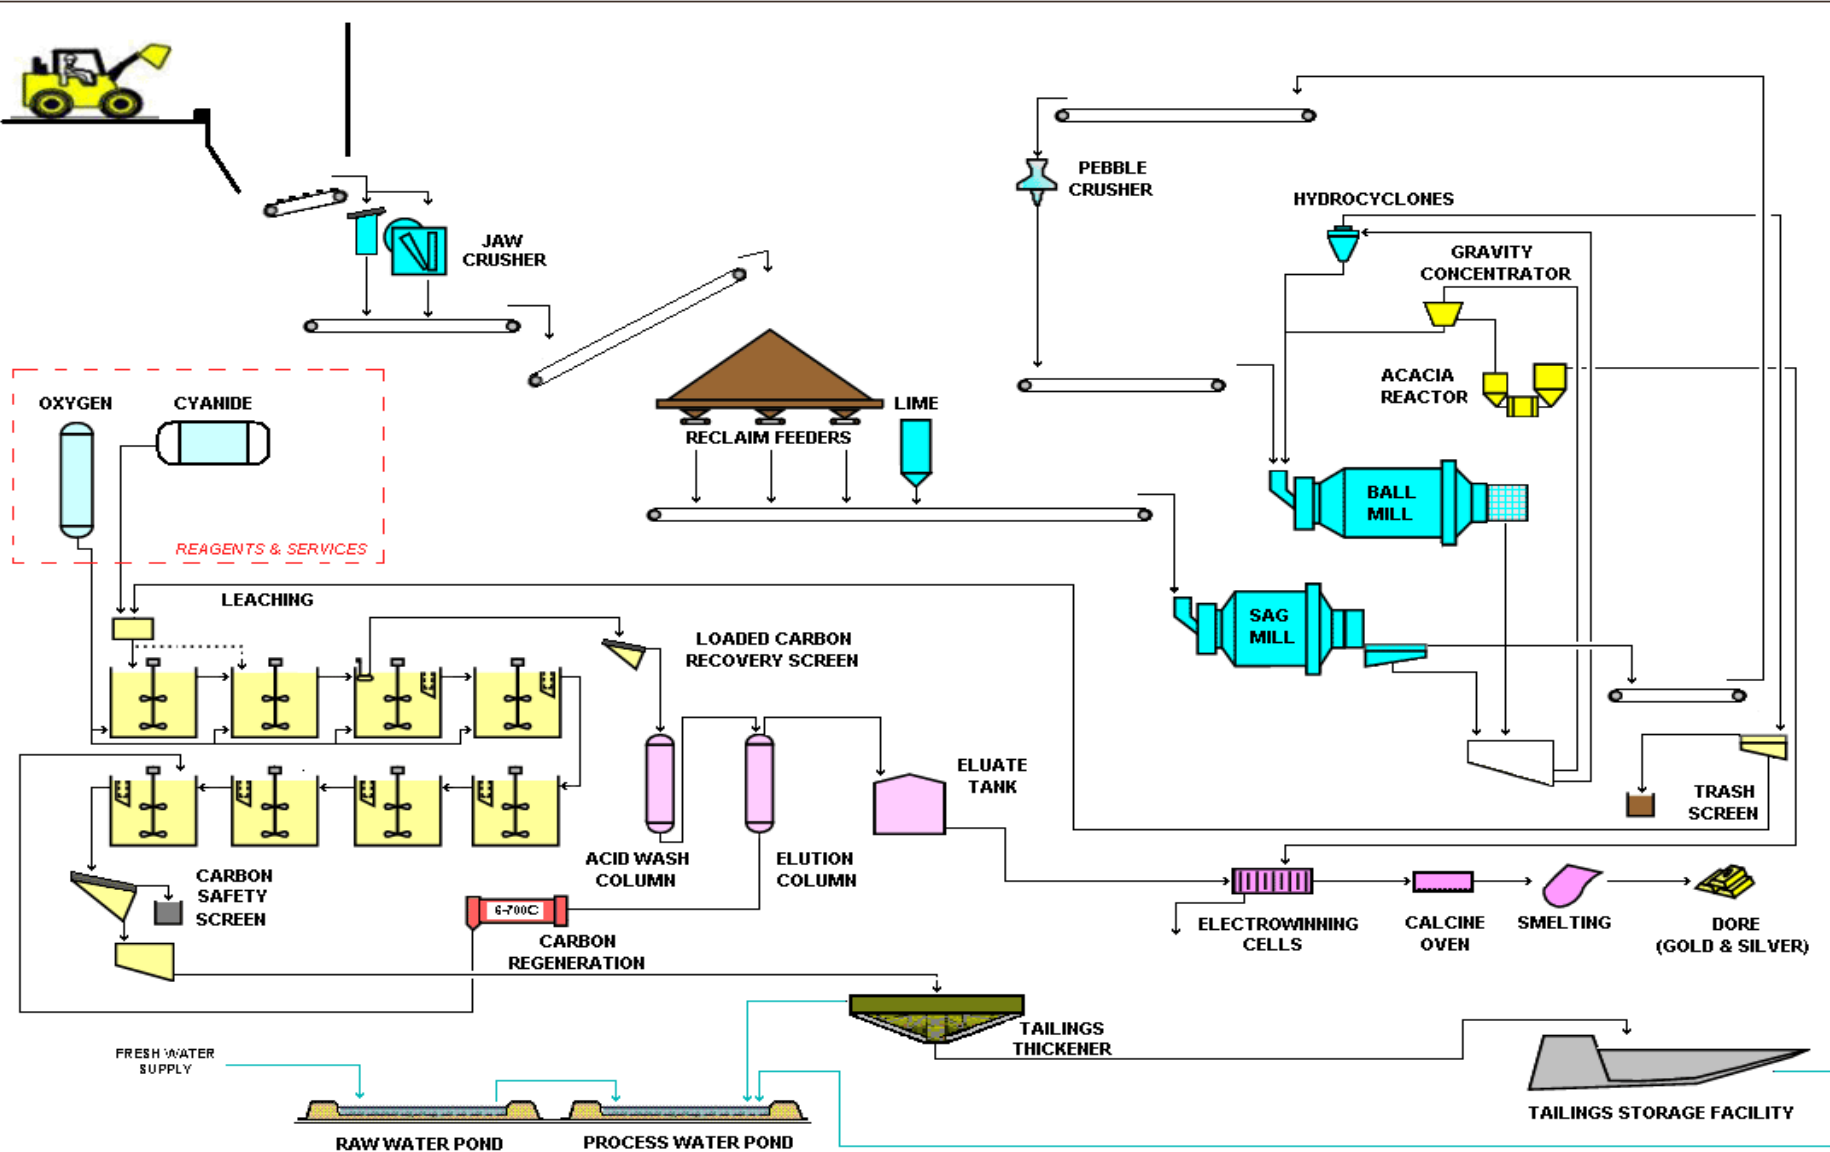 PEBBLE
CRUSHER
HYDROCYCLONES
JAW
CRUSHER
GRAVITY
CONCENTRATOR
OXYGEN
CYANIDE
LIME
ACACIA
REACTOR
RECLAIM FEEDERS
BALL
MILL
REAGENTS & SERVICES
LEACHING
SAG
MILL
LOADED CARBON
RECOVERY SCREEN
ELUATE
TANK
TRASH
SCREEN
ACID WASH
COLUMN
ELUTION
COLUMN
CARBON
SAFETY
SCREEN
6-700C
CARBON
REGENERATION
ELECTROWINNING
CELLS
CALCINE
OVEN
SMELTING
DORE
(GOLD & SILVER)
TAILINGS
THICKENER
FRESH WATER
SUPPLY
TAILINGS STORAGE FACILITY
RAW WATER POND
PROCESS WATER POND